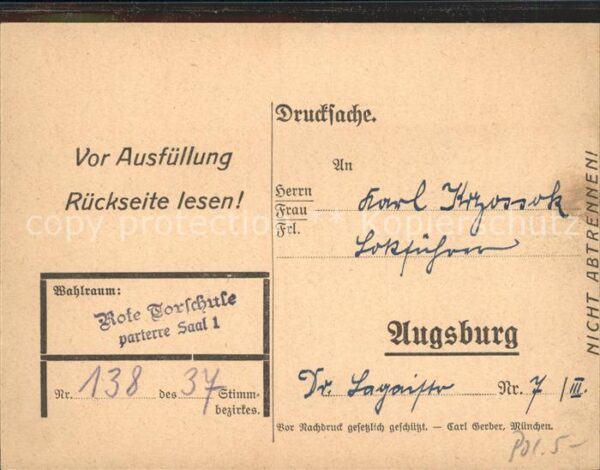 Drucksache.
Vor Ausfüllung
Rückseite lesen!
An
Herrn
Frau
Frl.
Karl
Lokführer
Wahlraum:
Rote Torschule
parterre Saal 1
Nr. 138 des 37 Stimm-
bezirkes.
Augsburg
Dr. Nr. 7/III.
Vor Nachdruck gesetzlich geschützt. — Carl Gerber, München.
NICHT ABTRENNEN!
copy protection * Kopierschutz